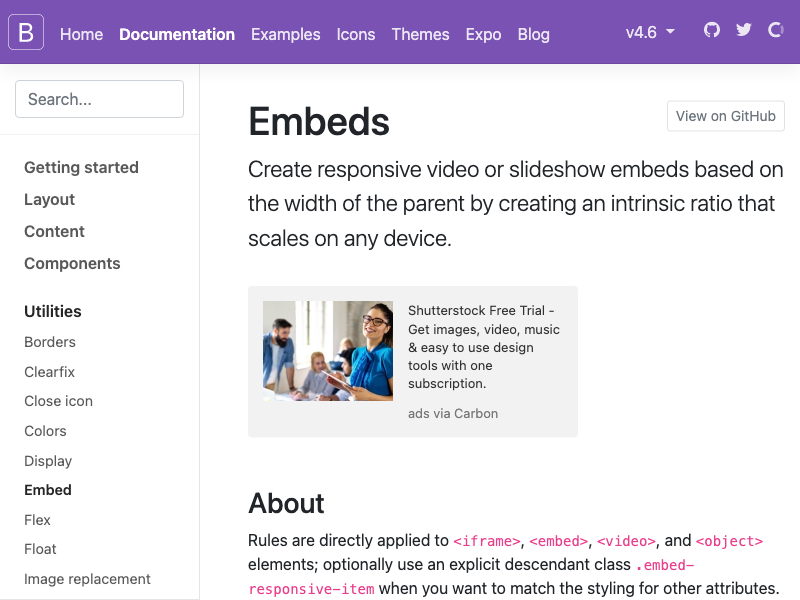 B Home Documentation Examples Icons Themes Expo Blog v4.6
Search...
Getting started
Layout
Content
Components
Utilities
Borders
Clearfix
Close icon
Colors
Display
Embed
Flex
Float
Image replacement
Embeds
View on GitHub
Create responsive video or slideshow embeds based on
the width of the parent by creating an intrinsic ratio that
scales on any device.
Shutterstock Free Trial -
Get images, video, music
& easy to use design
tools with one
subscription.
ads via Carbon
About
Rules are directly applied to <iframe>, <embed>, <video>, and <object>
elements; optionally use an explicit descendant class .embed-
responsive-item when you want to match the styling for other attributes.